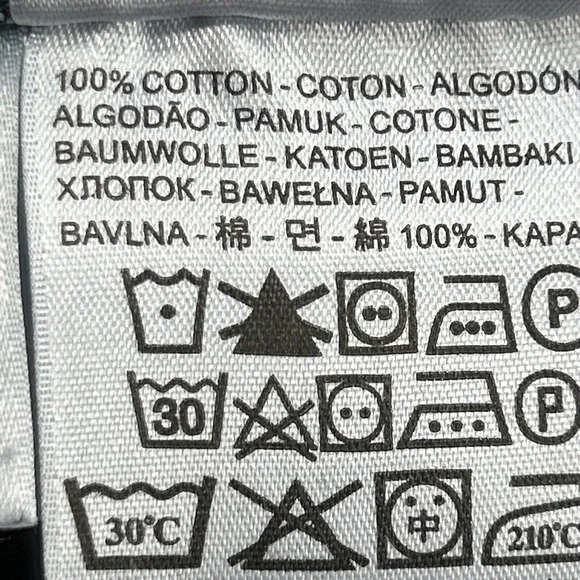 100% COTTON - COTON - ALGODÓN
ALGODÃO - PAMUK - COTONE -
BAUMWOLLE - KATOEN - BAMBAKI
ХЛОПОК - BAWEŁNA - PAMUT -
BAVLNA - 棉 - 면 - 綿 100% - KAPA
P
30 P
30°C 中 210°C